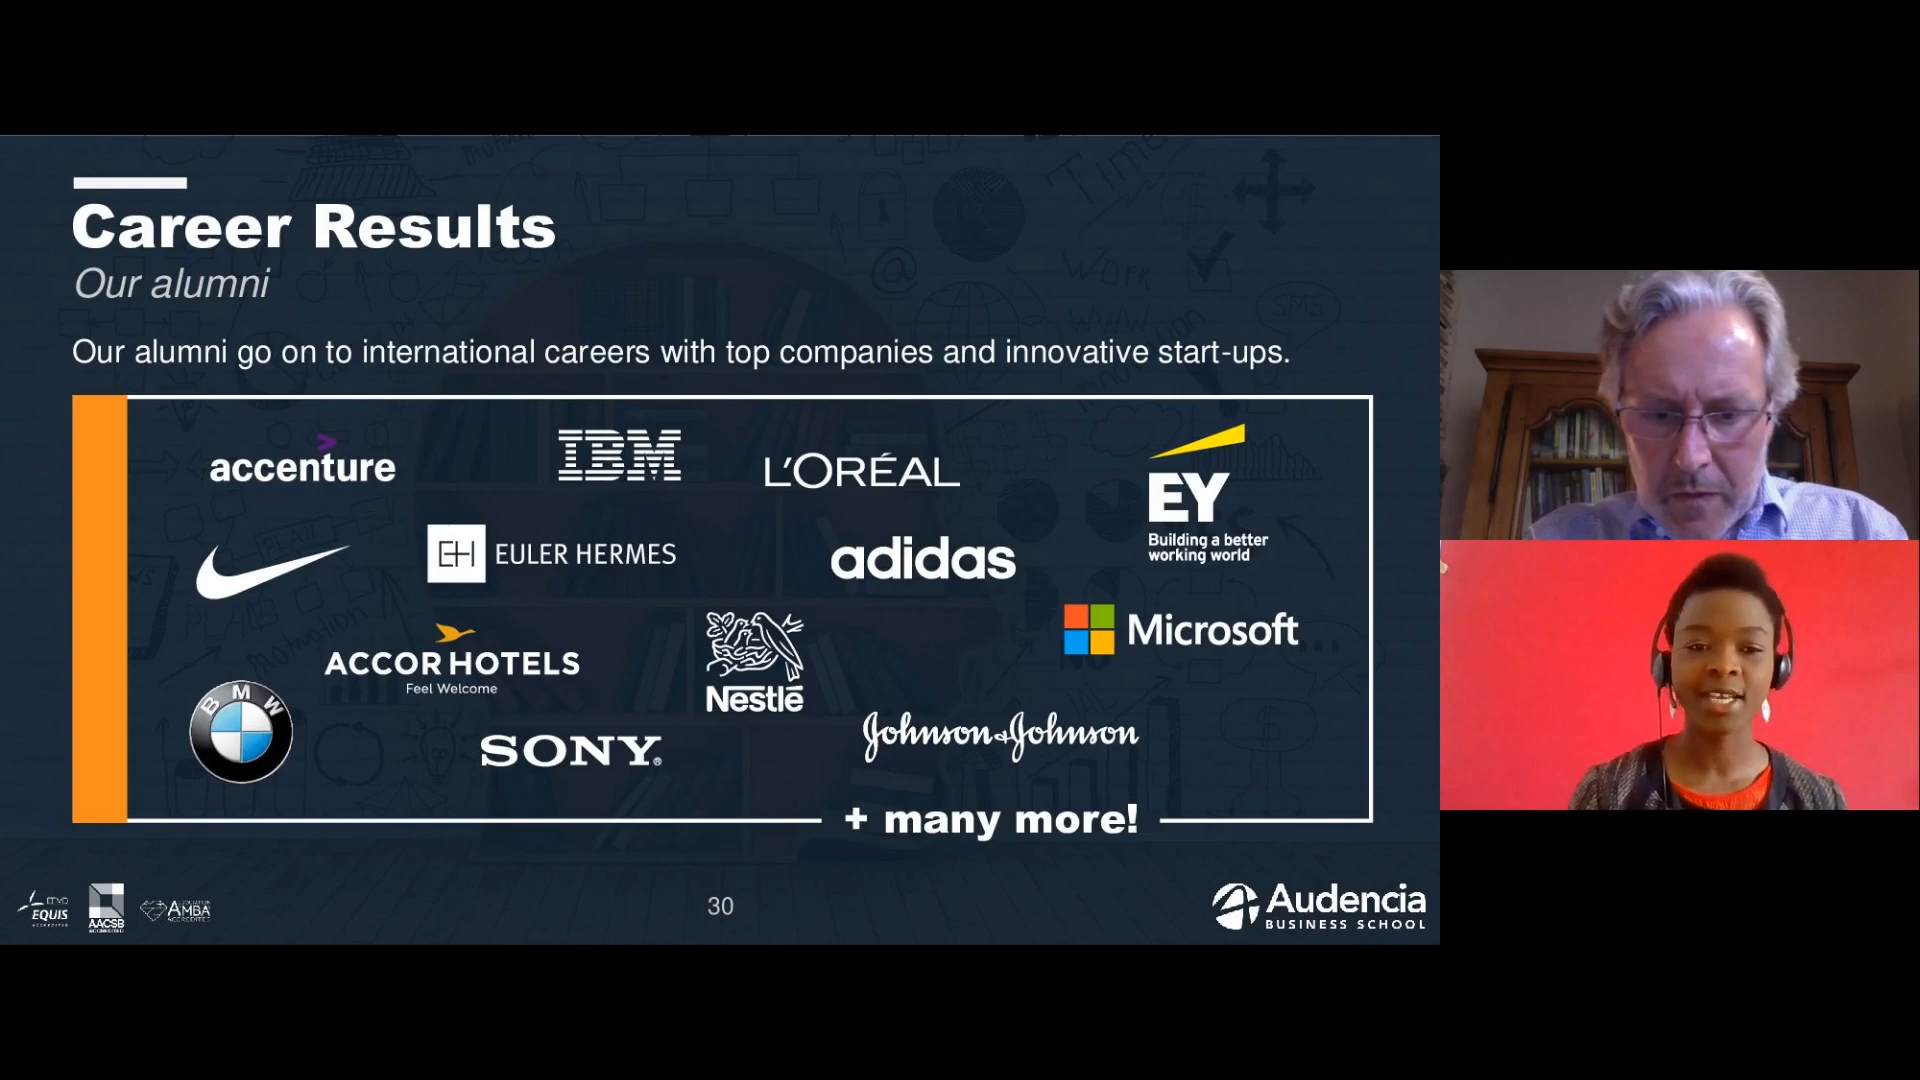 Career Results
Our alumni
Our alumni go on to international careers with top companies and innovative start-ups.
accenture
IBM
L'ORÉAL
EY
Building a better
working world
EH EULER HERMES
adidas
ACCORHOTELS
Feel Welcome
Nestlé
Microsoft
BMW
SONY®
Johnson+Johnson
+ many more!
EQUIS
AACSB
AMBA
30
Audencia
BUSINESS SCHOOL